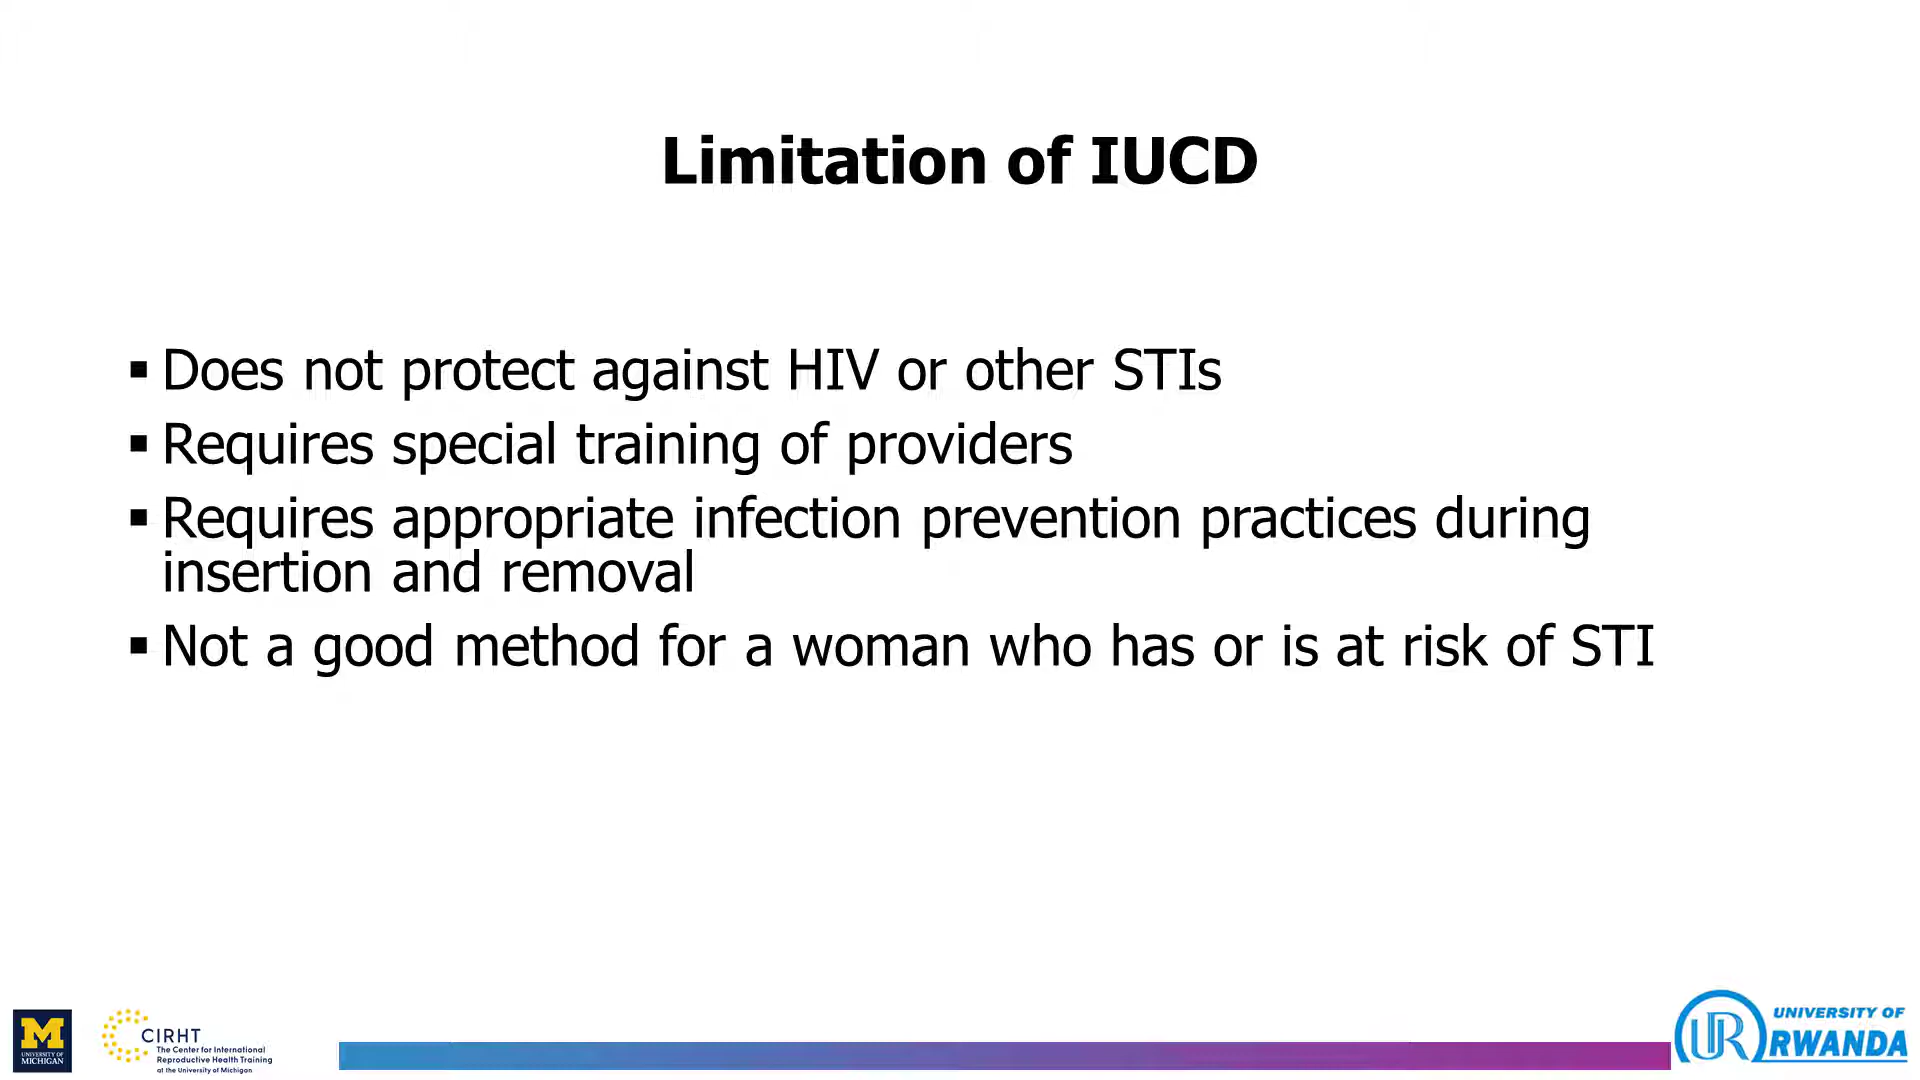 Limitation of IUCD
▪ Does not protect against HIV or other STIs
▪ Requires special training of providers
▪ Requires appropriate infection prevention practices during
insertion and removal
▪ Not a good method for a woman who has or is at risk of STI
M
UNIVERSITY OF
MICHIGAN
CIRHT
The Center for International
Reproductive Health Training
at the University of Michigan
UR
UNIVERSITY OF
RWANDA